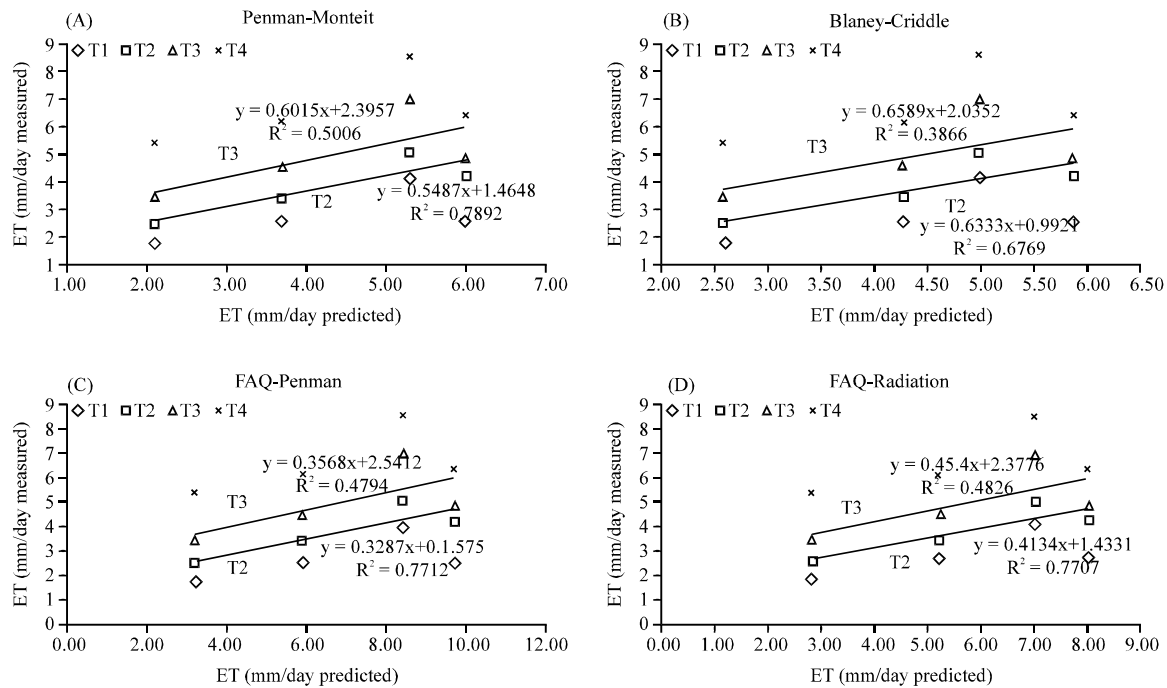 (A) Penman-Monteit
9 T1 T2 T3 T4
8
7
6
5
4
3
2
1
y = 0.6015x+2.3957
R² = 0.5006
T3
0.5487x+1.4648
R² = 0.7892
T2
ET (mm/day measured)
1.00 2.00 3.00 4.00 5.00 6.00 7.00
ET (mm/day predicted)
(B) Blaney-Criddle
9 T1 T2 T3 T4
8
7
6
5
4
3
2
1
y = 0.6589x+2.0352
R² = 0.3866
T3
T2
y = 0.6333x+0.9921
R² = 0.6769
ET (mm/day measured)
2.00 2.50 3.00 3.50 4.00 4.50 5.00 5.50 6.00 6.50
ET (mm/day predicted)
(C) FAQ-Penman
9 T1 T2 T3 T4
8
7
6
5
4
3
2
1
0
y = 0.3568x+2.5412
R² = 0.4794
T3
y = 0.3287x+0.1.575
R² = 0.7712
T2
ET (mm/day measured)
0.00 2.00 4.00 6.00 8.00 10.00 12.00
ET (mm/day predicted)
(D) FAQ-Radiation
9 T1 T2 T3 T4
8
7
6
5
4
3
2
1
0
y = 0.45.4x+2.3776
R² = 0.4826
T3
y = 0.4134x+1.4331
R² = 0.7707
T2
ET (mm/day measured)
0.00 1.00 2.00 3.00 4.00 5.00 6.00 7.00 8.00 9.00
ET (mm/day predicted)